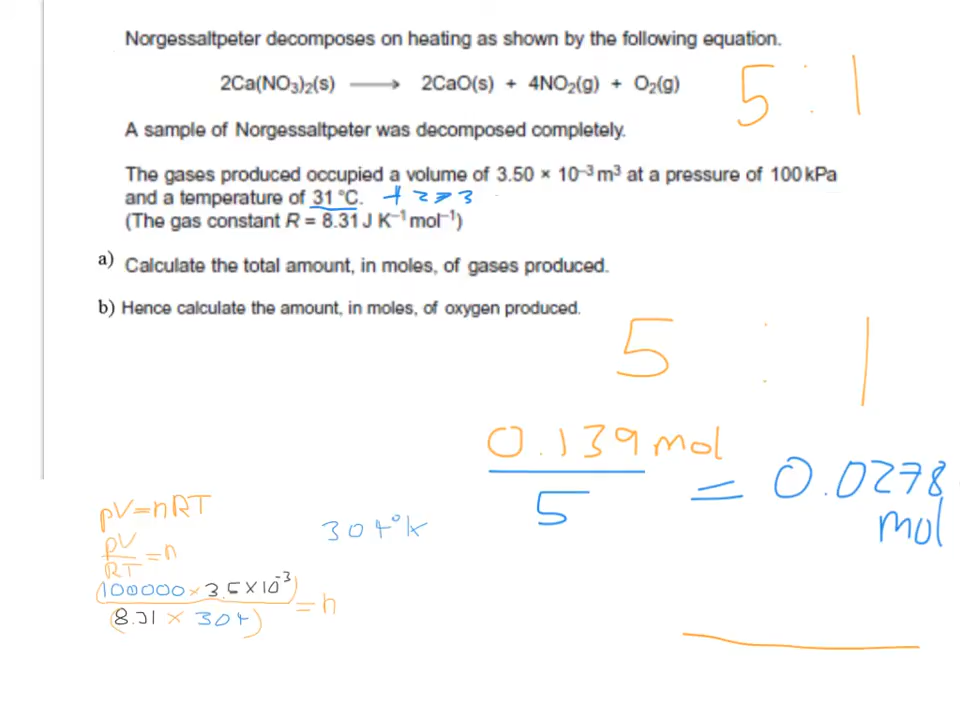 Norgessaltpeter decomposes on heating as shown by the following equation.
2Ca(NO₃)₂(s) ⟶ 2CaO(s) + 4NO₂(g) + O₂(g)
5 : 1
A sample of Norgessaltpeter was decomposed completely.
The gases produced occupied a volume of 3.50 × 10⁻³ m³ at a pressure of 100 kPa
and a temperature of 31 °C. + 273
(The gas constant R = 8.31 J K⁻¹ mol⁻¹)
a) Calculate the total amount, in moles, of gases produced.
b) Hence calculate the amount, in moles, of oxygen produced.
5 : 1
0.139 mol
5
= 0.0278
mol
pV=nRT
304°K
pV
RT
=n
(100000 × 3.5 × 10⁻³)
(8.31 × 304)
= n